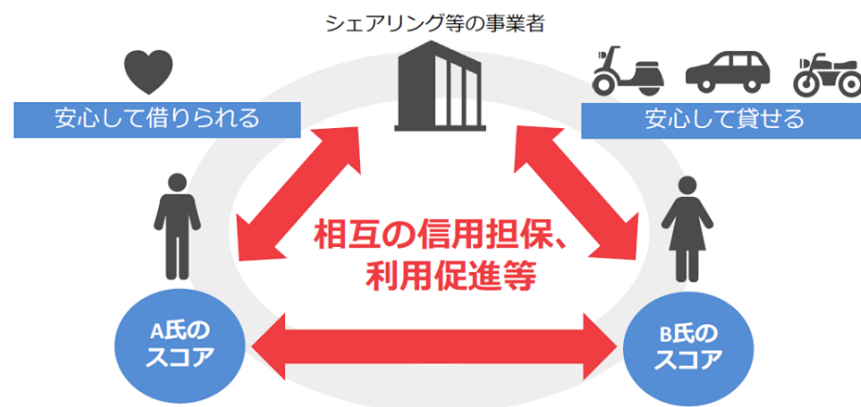 シェアリング等の事業者
安心して借りられる
安心して貸せる
相互の信用担保、
利用促進等
A氏の
スコア
B氏の
スコア